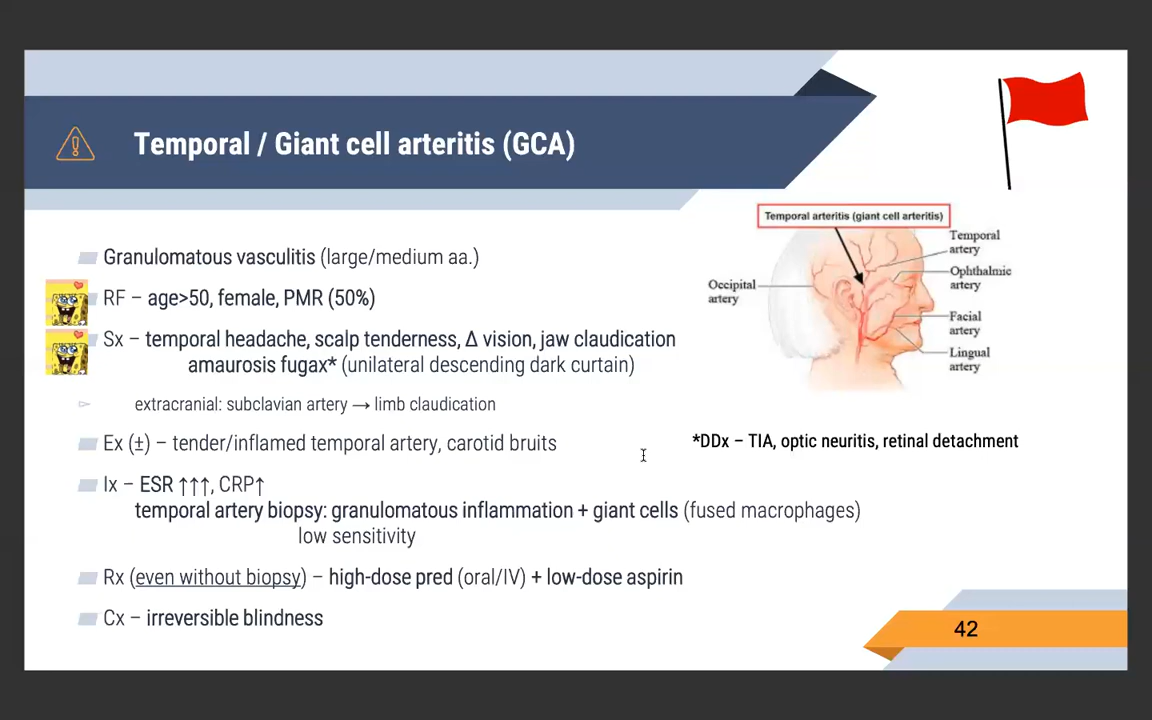 Temporal / Giant cell arteritis (GCA)
Granulomatous vasculitis (large/medium aa.)
RF – age>50, female, PMR (50%)
Sx – temporal headache, scalp tenderness, Δ vision, jaw claudication
amaurosis fugax* (unilateral descending dark curtain)
extracranial: subclavian artery → limb claudication
Ex (±) – tender/inflamed temporal artery, carotid bruits
Ix – ESR ↑↑↑, CRP↑
temporal artery biopsy: granulomatous inflammation + giant cells (fused macrophages)
low sensitivity
Rx (even without biopsy) – high-dose pred (oral/IV) + low-dose aspirin
Cx – irreversible blindness
Temporal arteritis (giant cell arteritis)
Temporal
artery
Ophthalmic
artery
Occipital
artery
Facial
artery
Lingual
artery
*DDx – TIA, optic neuritis, retinal detachment
42